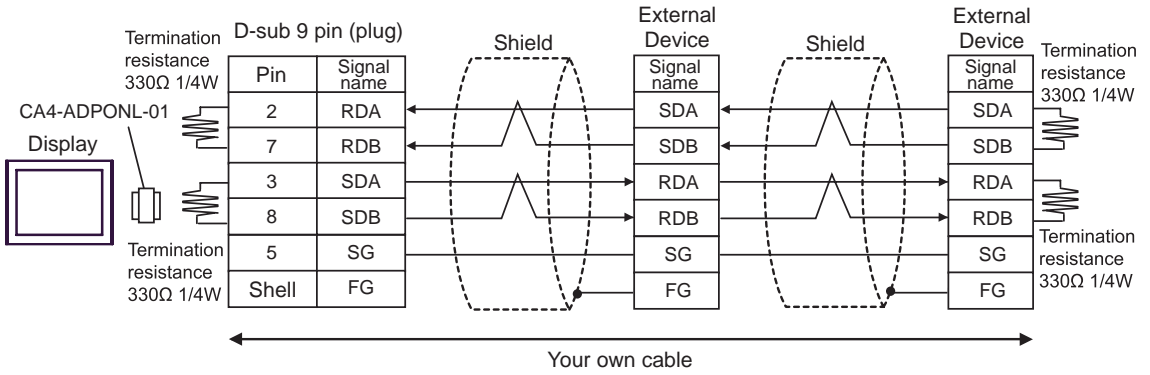 Termination
resistance
330Ω 1/4W
CA4-ADPONL-01
Display
Termination
resistance
330Ω 1/4W
D-sub 9 pin (plug)
Pin Signal name
2 RDA
7 RDB
3 SDA
8 SDB
5 SG
Shell FG
Shield
External
Device
Signal
name
SDA
SDB
RDA
RDB
SG
FG
Shield
External
Device
Signal
name
SDA
SDB
RDA
RDB
SG
FG
Termination
resistance
330Ω 1/4W
Termination
resistance
330Ω 1/4W
Your own cable